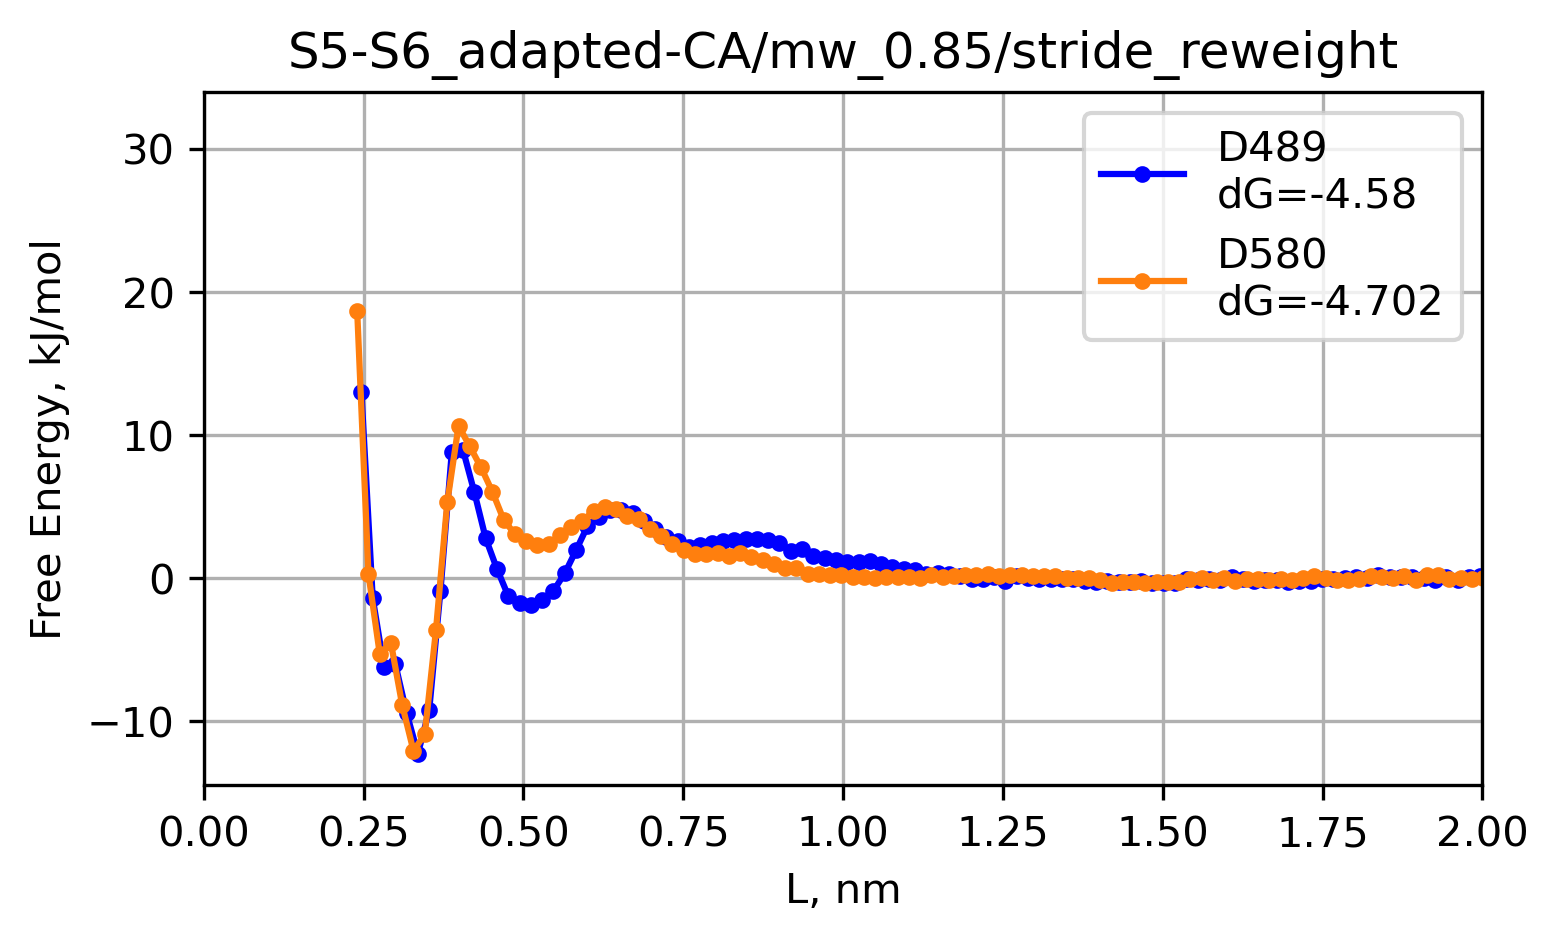 S5-S6_adapted-CA/mw_0.85/stride_reweight
D489
dG=-4.58
D580
dG=-4.702
Free Energy, kJ/mol
30
20
10
0
−10
0.00 0.25 0.50 0.75 1.00 1.25 1.50 1.75 2.00
L, nm